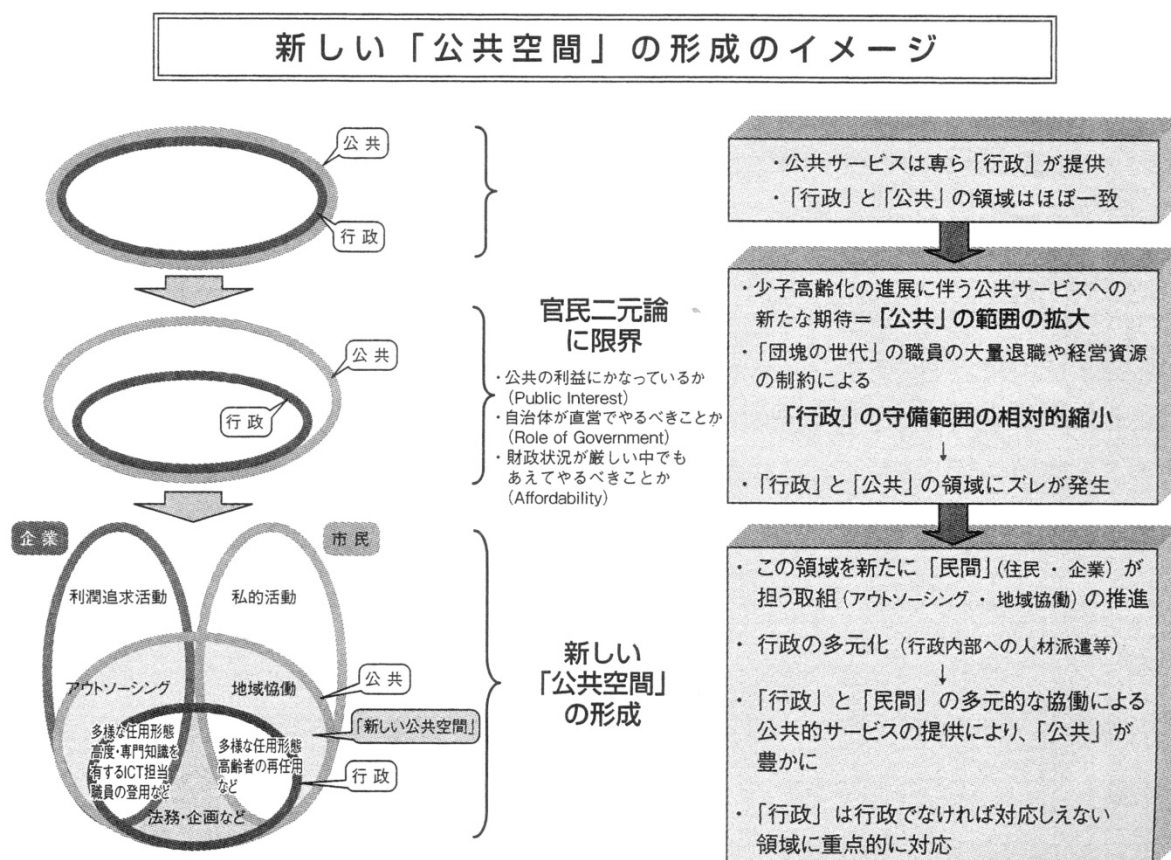 新しい「公共空間」の形成のイメージ
公共
行政
・公共サービスは専ら「行政」が提供
・「行政」と「公共」の領域はほぼ一致
公共
行政
官民二元論
に限界
・公共の利益にかなっているか
(Public Interest)
・自治体が直営でやるべきことか
(Role of Government)
・財政状況が厳しい中でも
あえてやるべきことか
(Affordability)
・少子高齢化の進展に伴う公共サービスへの
新たな期待=「公共」の範囲の拡大
・「団塊の世代」の職員の大量退職や経営資源
の制約による
「行政」の守備範囲の相対的縮小
↓
・「行政」と「公共」の領域にズレが発生
企業
市民
利潤追求活動
私的活動
アウトソーシング
地域協働
公共
「新しい公共空間」
多様な任用形態
高度・専門知識を
有するICT担当
職員の登用など
多様な任用形態
高齢者の再任用
など
行政
法務・企画など
新しい
「公共空間」
の形成
・この領域を新たに「民間」(住民・企業)が
担う取組(アウトソーシング・地域協働)の推進
・行政の多元化(行政内部への人材派遣等)
↓
・「行政」と「民間」の多元的な協働による
公共的サービスの提供により、「公共」が
豊かに
・「行政」は行政でなければ対応しえない
領域に重点的に対応